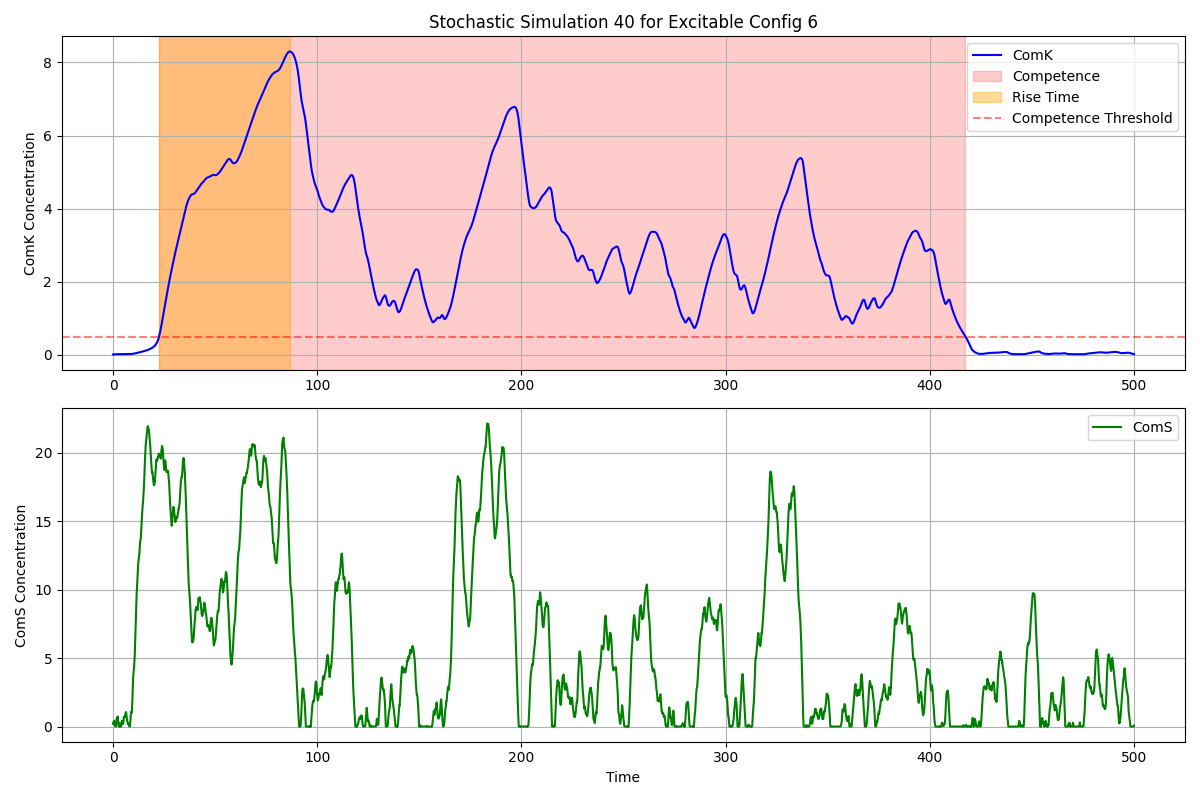 Stochastic Simulation 40 for Excitable Config 6
ComK Concentration
8
6
4
2
0
ComK
Competence
Rise Time
Competence Threshold
0 100 200 300 400 500
ComS Concentration
20
15
10
5
0
ComS
0 100 200 300 400 500
Time